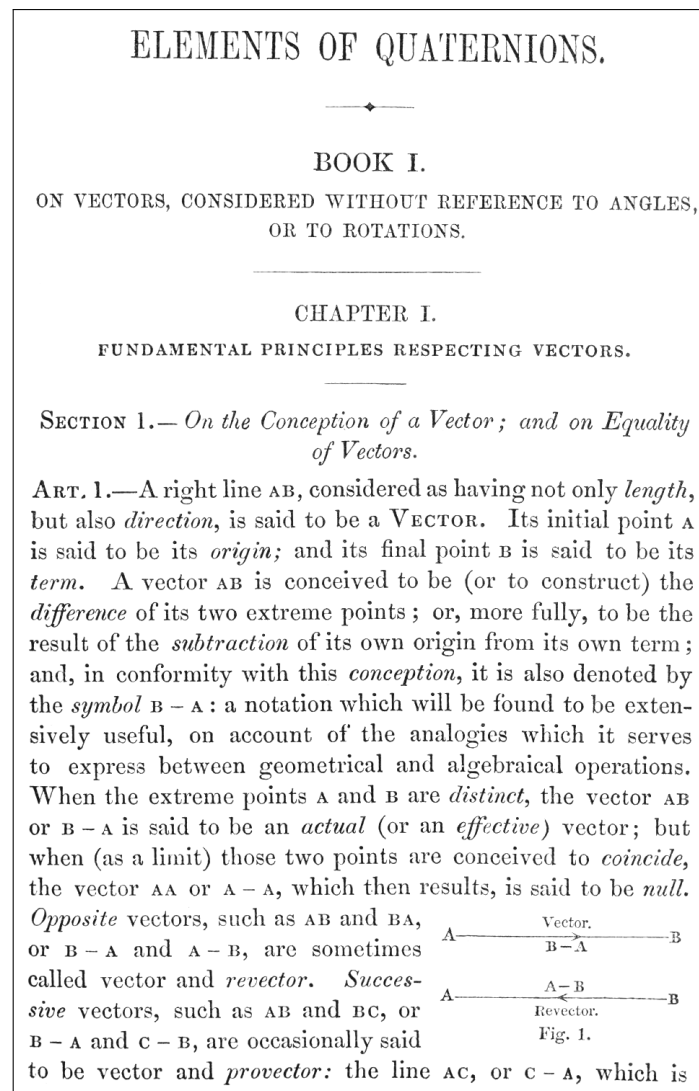 ELEMENTS OF QUATERNIONS.
BOOK I.
ON VECTORS, CONSIDERED WITHOUT REFERENCE TO ANGLES,
OR TO ROTATIONS.
CHAPTER I.
FUNDAMENTAL PRINCIPLES RESPECTING VECTORS.
SECTION 1.— On the Conception of a Vector; and on Equality
of Vectors.
ART. 1.—A right line AB, considered as having not only length,
but also direction, is said to be a VECTOR. Its initial point A
is said to be its origin; and its final point B is said to be its
term. A vector AB is conceived to be (or to construct) the
difference of its two extreme points; or, more fully, to be the
result of the subtraction of its own origin from its own term;
and, in conformity with this conception, it is also denoted by
the symbol B – A: a notation which will be found to be exten-
sively useful, on account of the analogies which it serves
to express between geometrical and algebraical operations.
When the extreme points A and B are distinct, the vector AB
or B – A is said to be an actual (or an effective) vector; but
when (as a limit) those two points are conceived to coincide,
the vector AA or A – A, which then results, is said to be null.
Opposite vectors, such as AB and BA,
or B – A and A – B, are sometimes
called vector and revector. Succes-
sive vectors, such as AB and BC, or
B – A and C – B, are occasionally said
to be vector and provector: the line AC, or C – A, which is
Vector.
A B
B – A
A – B
A B
Revector.
Fig. 1.